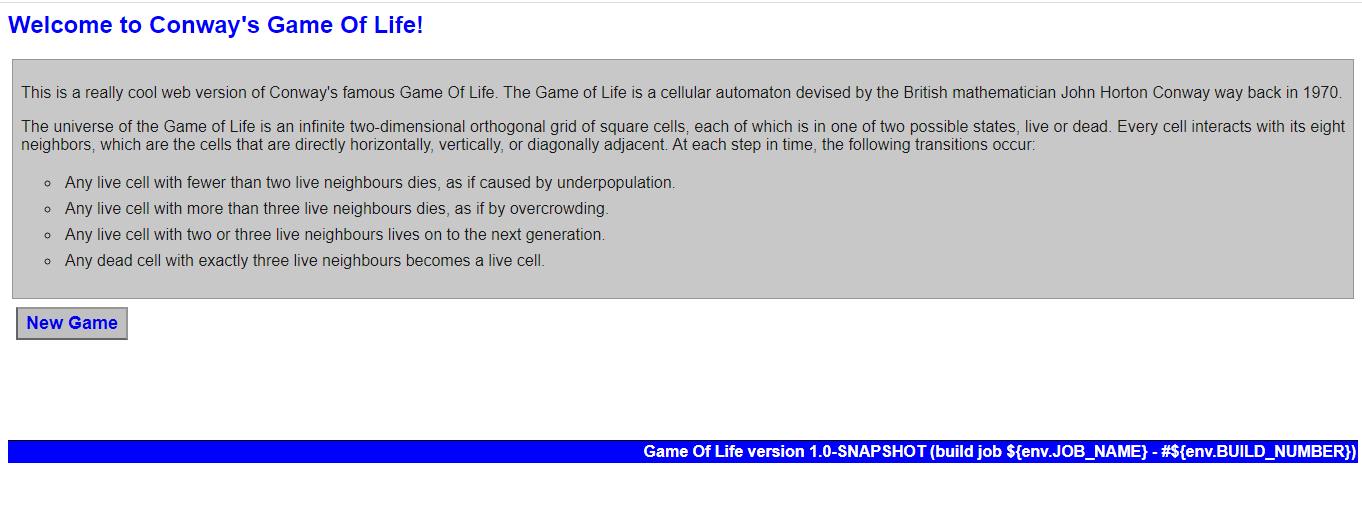 Welcome to Conway's Game Of Life!
This is a really cool web version of Conway's famous Game Of Life. The Game of Life is a cellular automaton devised by the British mathematician John Horton Conway way back in 1970.
The universe of the Game of Life is an infinite two-dimensional orthogonal grid of square cells, each of which is in one of two possible states, live or dead. Every cell interacts with its eight
neighbors, which are the cells that are directly horizontally, vertically, or diagonally adjacent. At each step in time, the following transitions occur:
Any live cell with fewer than two live neighbours dies, as if caused by underpopulation.
Any live cell with more than three live neighbours dies, as if by overcrowding.
Any live cell with two or three live neighbours lives on to the next generation.
Any dead cell with exactly three live neighbours becomes a live cell.
New Game
Game Of Life version 1.0-SNAPSHOT (build job ${env.JOB_NAME} - #${env.BUILD_NUMBER})